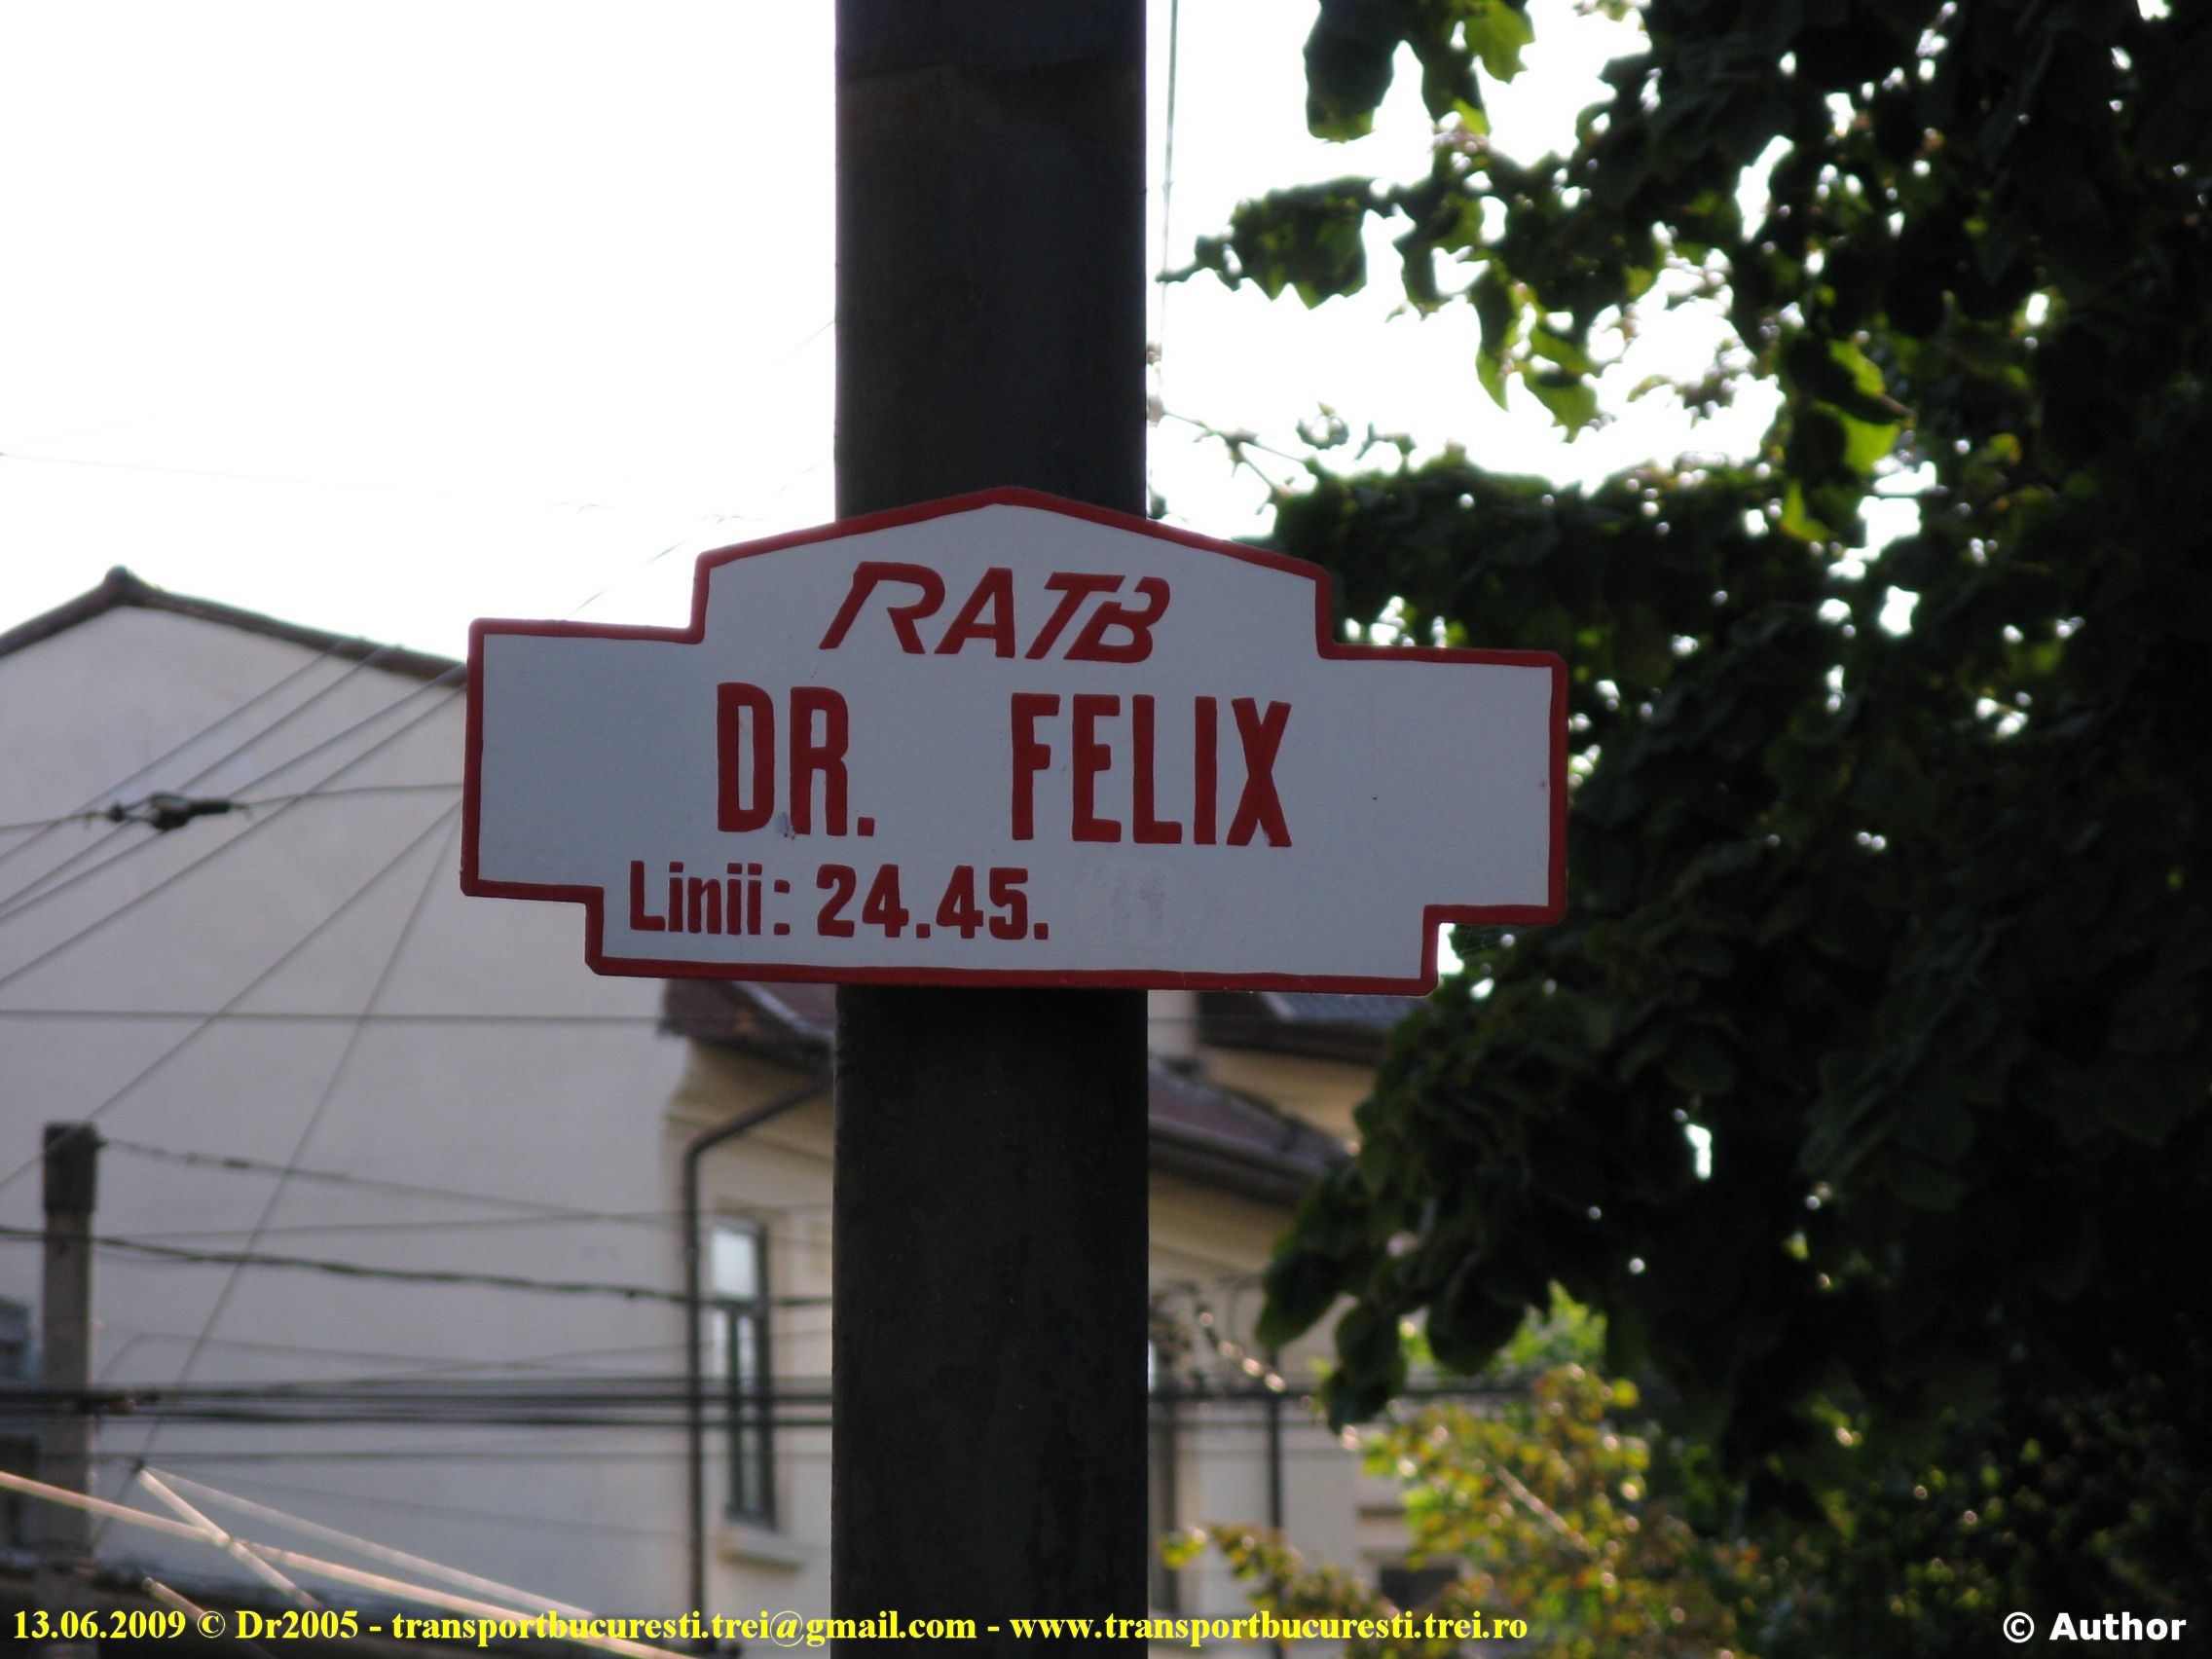 RATB
DR. FELIX
Linii: 24.45.
13.06.2009 © Dr2005 - transportbucuresti.trei@gmail.com - www.transportbucuresti.trei.ro
© Author